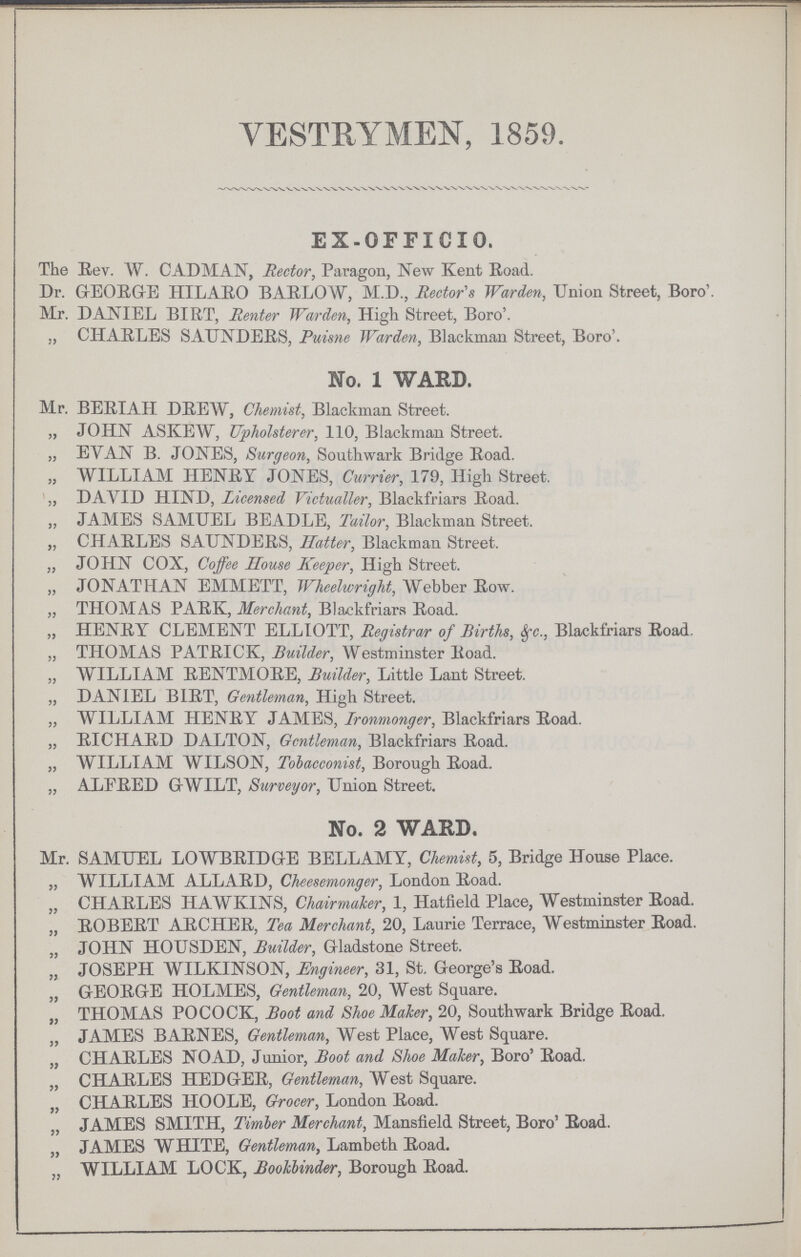 VESTRYMEN, 1859.
EX-OFFICIO.
The Rev. W. CADMAN, Rector, Paragon, New Kent Road.
Dr. GEORGE HILARO BARLOW, M.D., Rector's Warden, Union Street, Boro'.
Mr. DANIEL BIRT, Renter Warden, High Street, Boro'.
„ CHARLES SAUNDERS, Puisne Warden, Blackman Street, Boro'.
No. 1 WARD.
Mr. BERIAH DREW, Chemist, Blackman Street.
„ JOHN ASKEW, Upholsterer, 110, Blackman Street.
„ EVAN B. JONES, Surgeon, Southwark Bridge Road.
„ WILLIAM HENRY JONES, Currier, 179, High Street.
„ DAVID HIND, Licensed Victualler, Blackfriars Road.
„ JAMES SAMUEL BEADLE, Tailor, Blackman Street.
„ CHARLES SAUNDERS, Hatter, Blackman Street.
„ JOHN COX, Coffee House Keeper, High Street.
„ JONATHAN EMMETT, Wheelwright, Webber Row.
„ THOMAS PARK, Merchant, Blackfriars Road.
„ HENRY CLEMENT ELLIOTT, Registrar of Births, &c., Blackfriars Road.
„ THOMAS PATRICK, Builder, Westminster Road.
„ WILLIAM RENTMORE, Builder, Little Lant Street.
„ DANIEL BIRT, Gentleman, High Street.
„ WILLIAM HENRY JAMES, Ironmonger, Blackfriars Road.
„ RICHARD DALTON, Gentleman, Blackfriars Road.
„ WILLIAM WILSON, Tobacconist, Borough Road.
„ ALFRED GWILT, Surveyor, Union Street.
No. 2 WARD.
Mr. SAMUEL LOWBRIDGE BELLAMY, Chemist, 5, Bridge House Place.
„ WILLIAM ALLARD, Cheesemonger, London Road.
„ CHARLES HAWKINS, Chairmaker, 1, Hatfield Place, Westminster Road.
„ ROBERT ARCHER, Tea Merchant, 20, Laurie Terrace, Westminster Road.
„ JOHN HOUSDEN, Builder, Gladstone Street.
„ JOSEPH WILKINSON, Engineer, 31, St. George's Road.
„ GEORGE HOLMES, Gentleman, 20, West Square.
„ THOMAS POCOCK, Boot and Shoe Maker, 20, Southwark Bridge Road.
„ JAMES BARNES, Gentleman, West Place, West Square.
„ CHARLES NOAD, Junior, Boot and Shoe Maker, Boro' Road.
„ CHARLES HEDGER, Gentleman, West Square.
„ CHARLES HOOLE, Grocer, London Road.
„ JAMES SMITH, Timber Merchant, Mansfield Street, Boro' Road.
„ JAMES WHITE, Gentleman, Lambeth Road.
„ WILLIAM LOCK, Bookbinder, Borough Road.